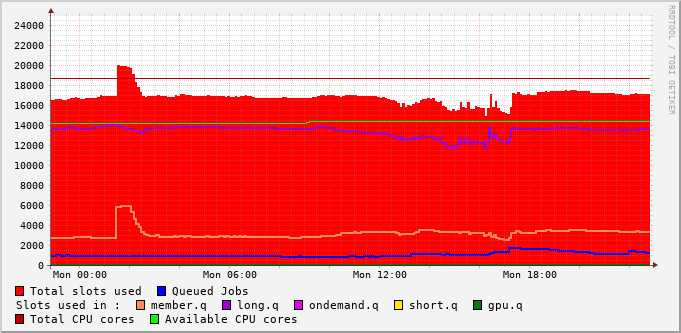 24000
22000
20000
18000
16000
14000
12000
10000
8000
6000
4000
2000
0
Mon 00:00 Mon 06:00 Mon 12:00 Mon 18:00
Total slots used Queued Jobs
Slots used in : member.q long.q ondemand.q short.q gpu.q
Total CPU cores Available CPU cores
RRDTOOL / TOBI OETIKER